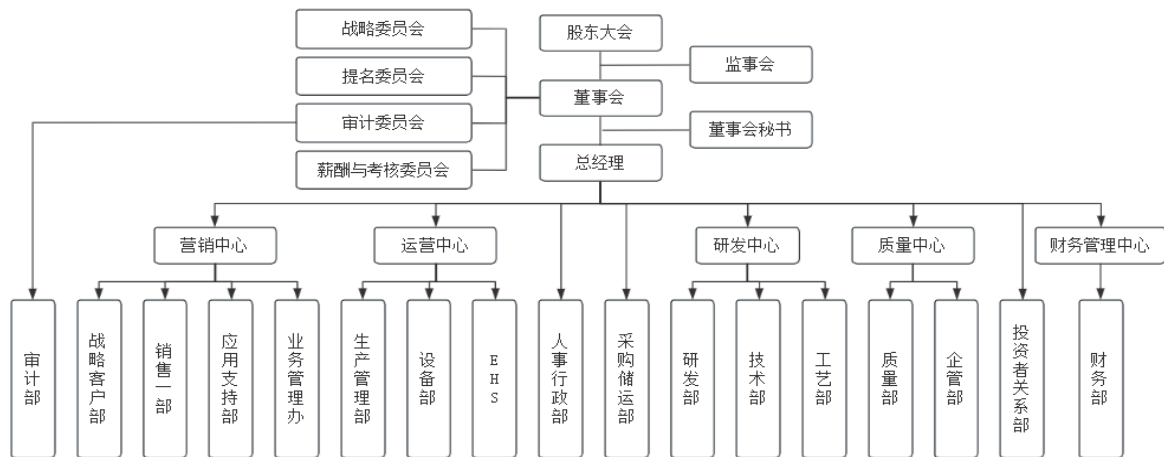 战略委员会
股东大会
监事会
提名委员会
董事会
审计委员会
董事会秘书
薪酬与考核委员会
总经理
营销中心
运营中心
研发中心
质量中心
财务管理中心
审计部
战略客户部
销售一部
应用支持部
业务管理办
生产管理部
设备部
EHS
人事行政部
采购储运部
研发部
技术部
工艺部
质量部
企管部
投资者关系部
财务部